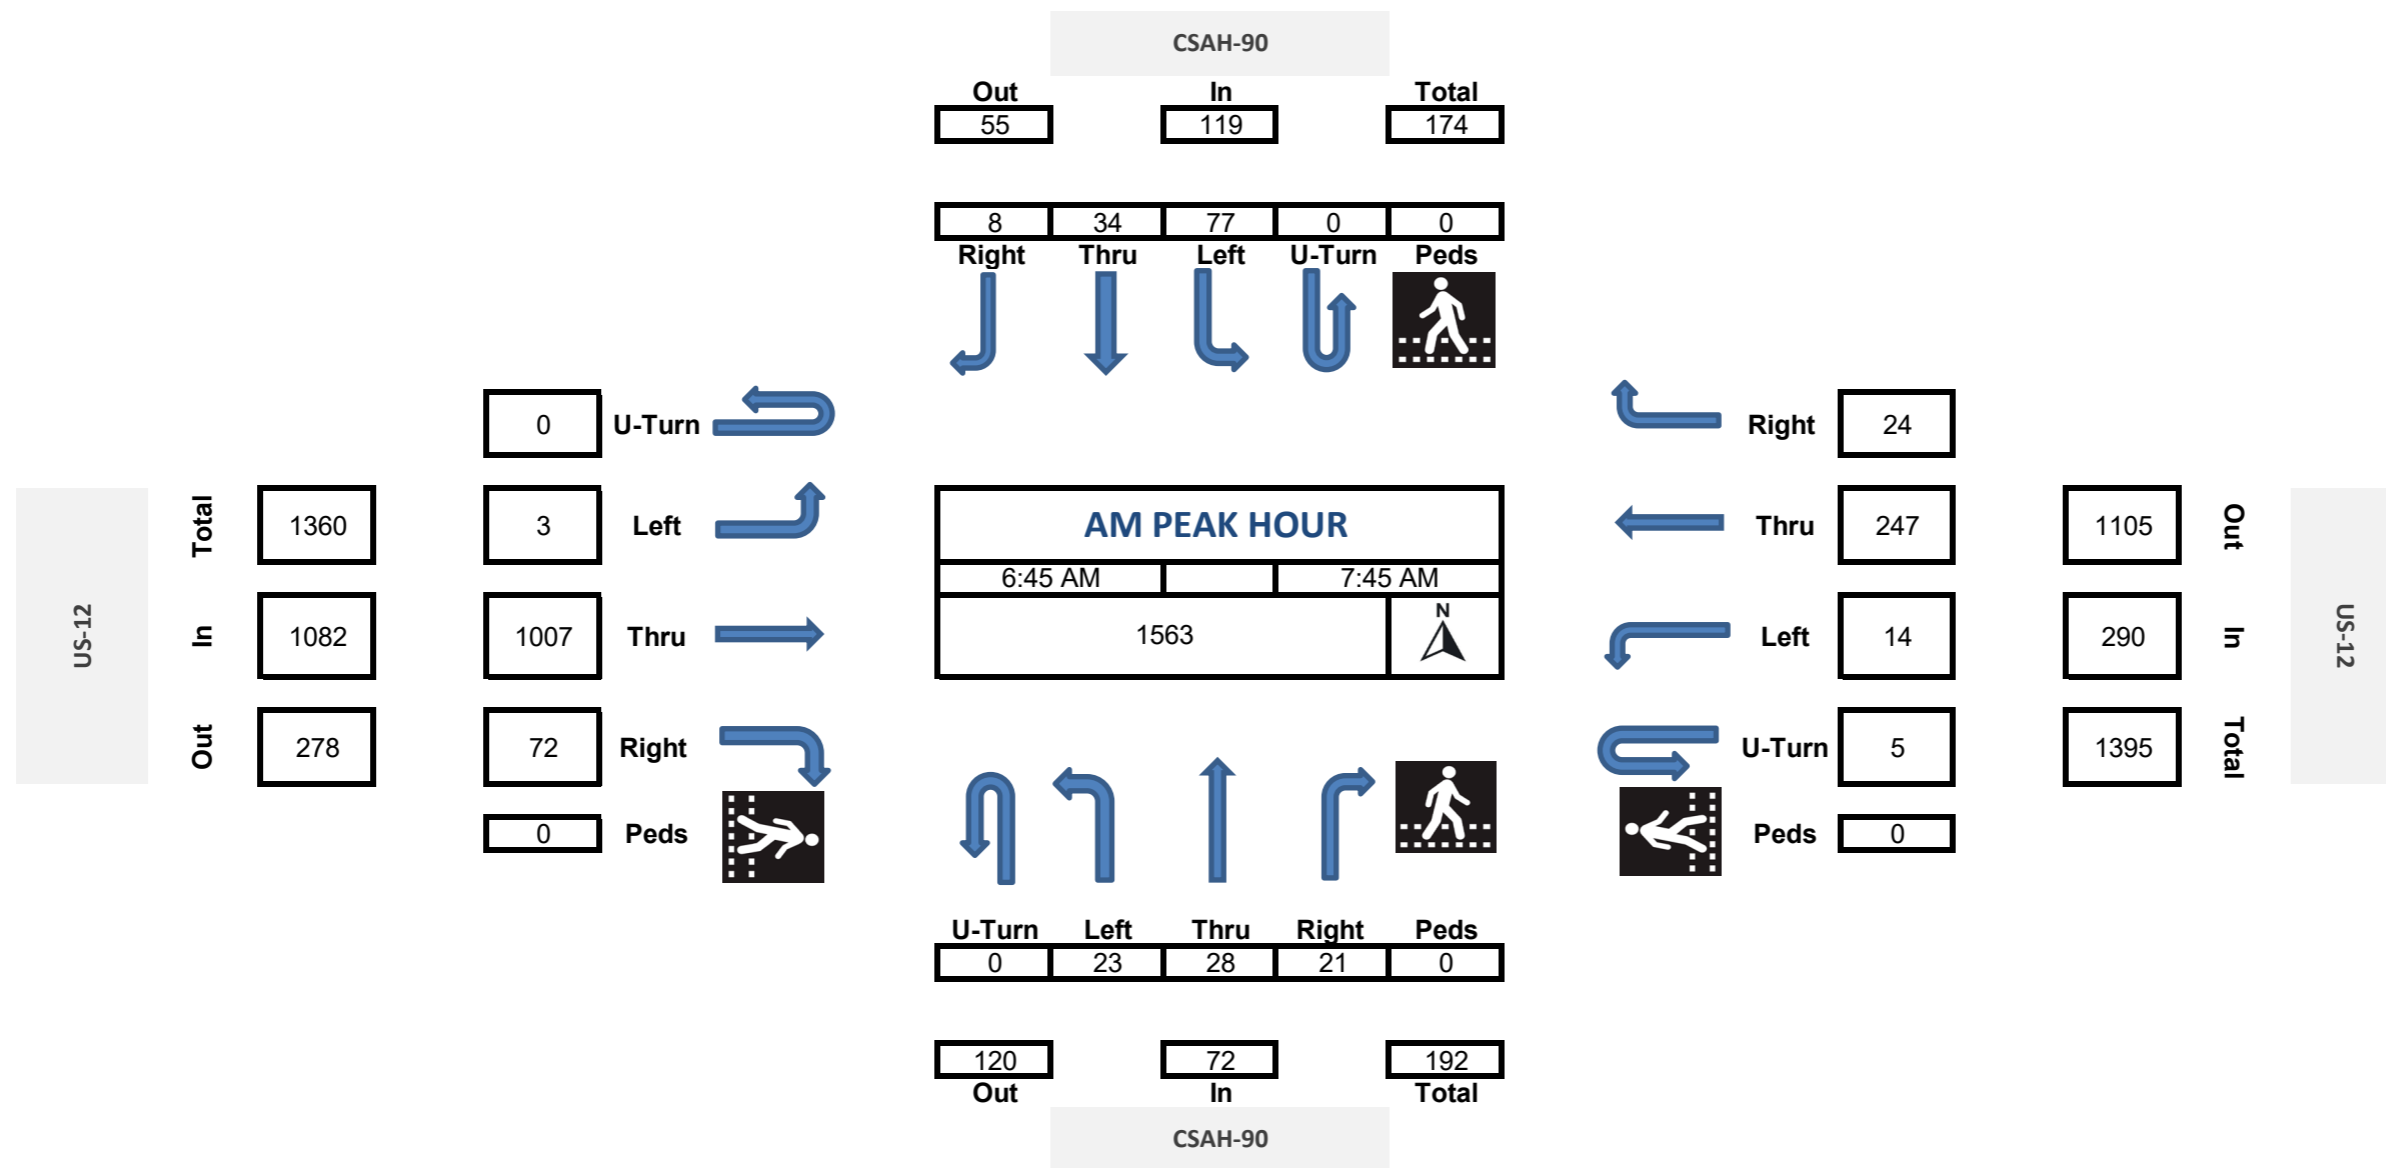 CSAH-90
Out In Total
55 119 174
8 34 77 0 0
Right Thru Left U-Turn Peds
0 U-Turn
Right 24
Total 1360 3 Left
AM PEAK HOUR
Thru 247 1105 Out
6:45 AM 7:45 AM
US-12
In 1082 1007 Thru
1563 N
Left 14 290 In
US-12
Out 278 72 Right
U-Turn 5 1395 Total
0 Peds
Peds 0
U-Turn Left Thru Right Peds
0 23 28 21 0
120 72 192
Out In Total
CSAH-90